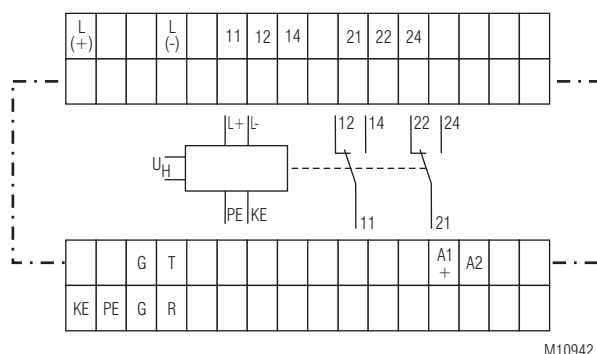 L (+) L (-) 11 12 14 21 22 24
L+ L- 12 14 22 24
UH
PE KE 11 21
G T A1 + A2
KE PE G R
M10942